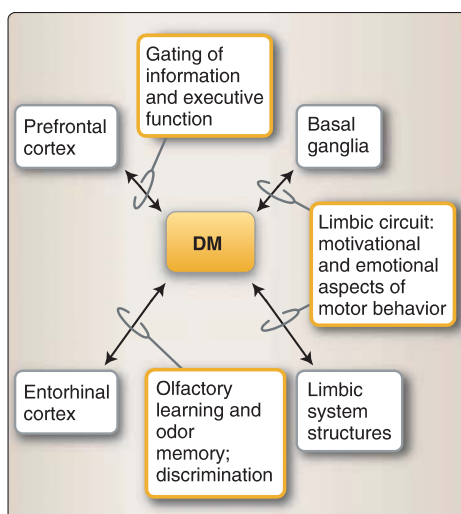 Gating of
information
and executive
function
Prefrontal
cortex
Basal
ganglia
DM
Limbic circuit:
motivational
and emotional
aspects of
motor behavior
Entorhinal
cortex
Olfactory
learning and
odor
memory;
discrimination
Limbic
system
structures